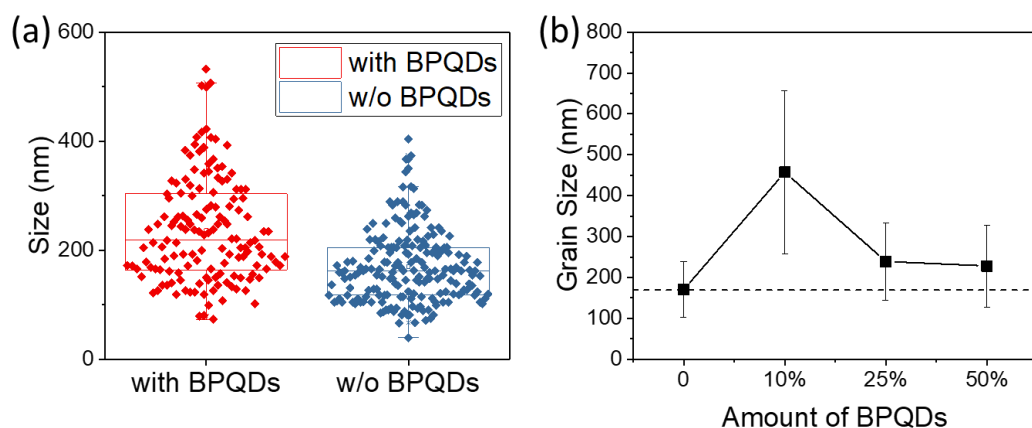 (a)
600
400
200
0
Size (nm)
with BPQDs
w/o BPQDs
with BPQDs
w/o BPQDs
(b)
800
700
600
500
400
300
200
100
0
Grain Size (nm)
0 10% 25% 50%
Amount of BPQDs